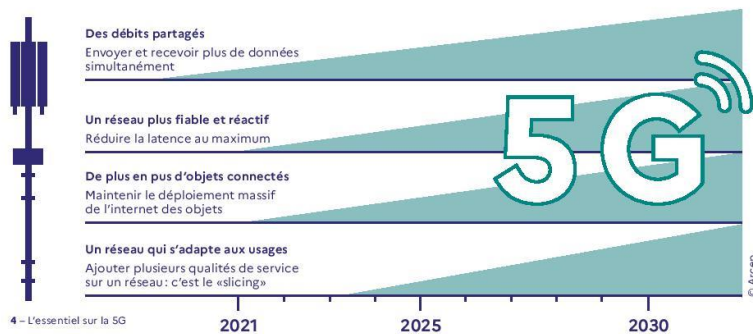 Des débits partagés
Envoyer et recevoir plus de données
simultanément
Un réseau plus fiable et réactif
Réduire la latence au maximum
De plus en pus d'objets connectés
Maintenir le déploiement massif
de l'internet des objets
Un réseau qui s'adapte aux usages
Ajouter plusieurs qualités de service
sur un réseau : c'est le «slicing»
5G
© Arcep
4 – L'essentiel sur la 5G
2021
2025
2030